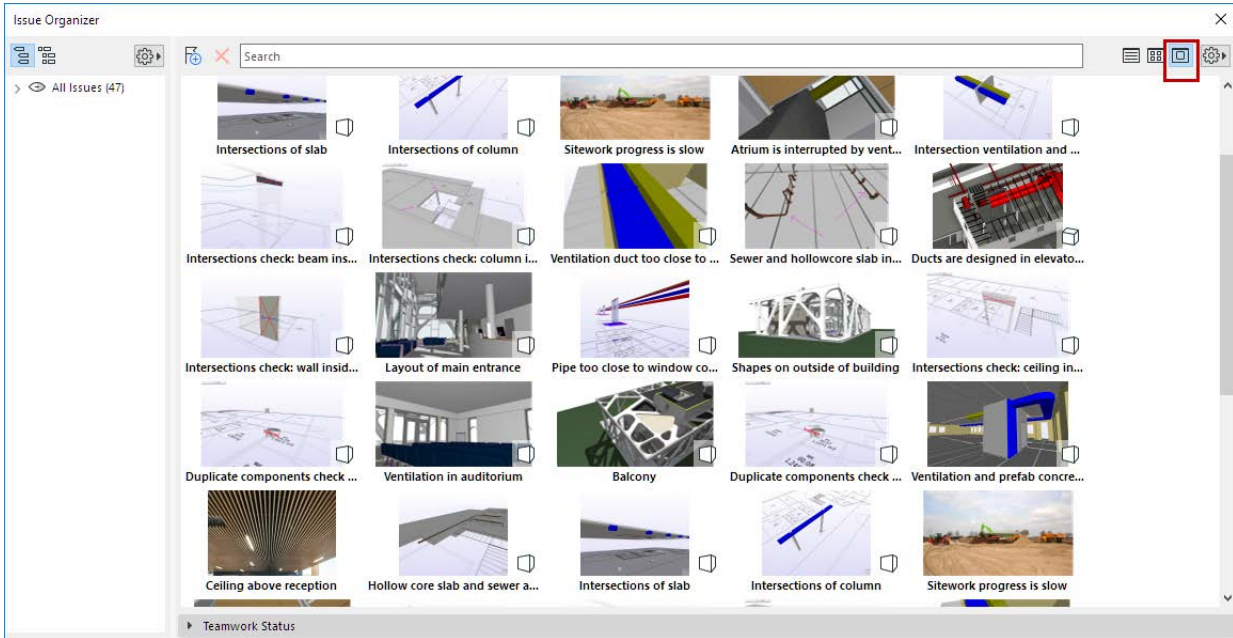 Issue Organizer
Search
All Issues (47)
Intersections of slab
Intersections of column
Sitework progress is slow
Atrium is interrupted by vent...
Intersection ventilation and ...
Intersections check: beam ins...
Intersections check: column i...
Ventilation duct too close to ...
Sewer and hollowcore slab in...
Ducts are designed in elevato...
Intersections check: wall insid...
Layout of main entrance
Pipe too close to window co...
Shapes on outside of building
Intersections check: ceiling in...
Duplicate components check ...
Ventilation in auditorium
Balcony
Duplicate components check ...
Ventilation and prefab concre...
Ceiling above reception
Hollow core slab and sewer a...
Intersections of slab
Intersections of column
Sitework progress is slow
Teamwork Status